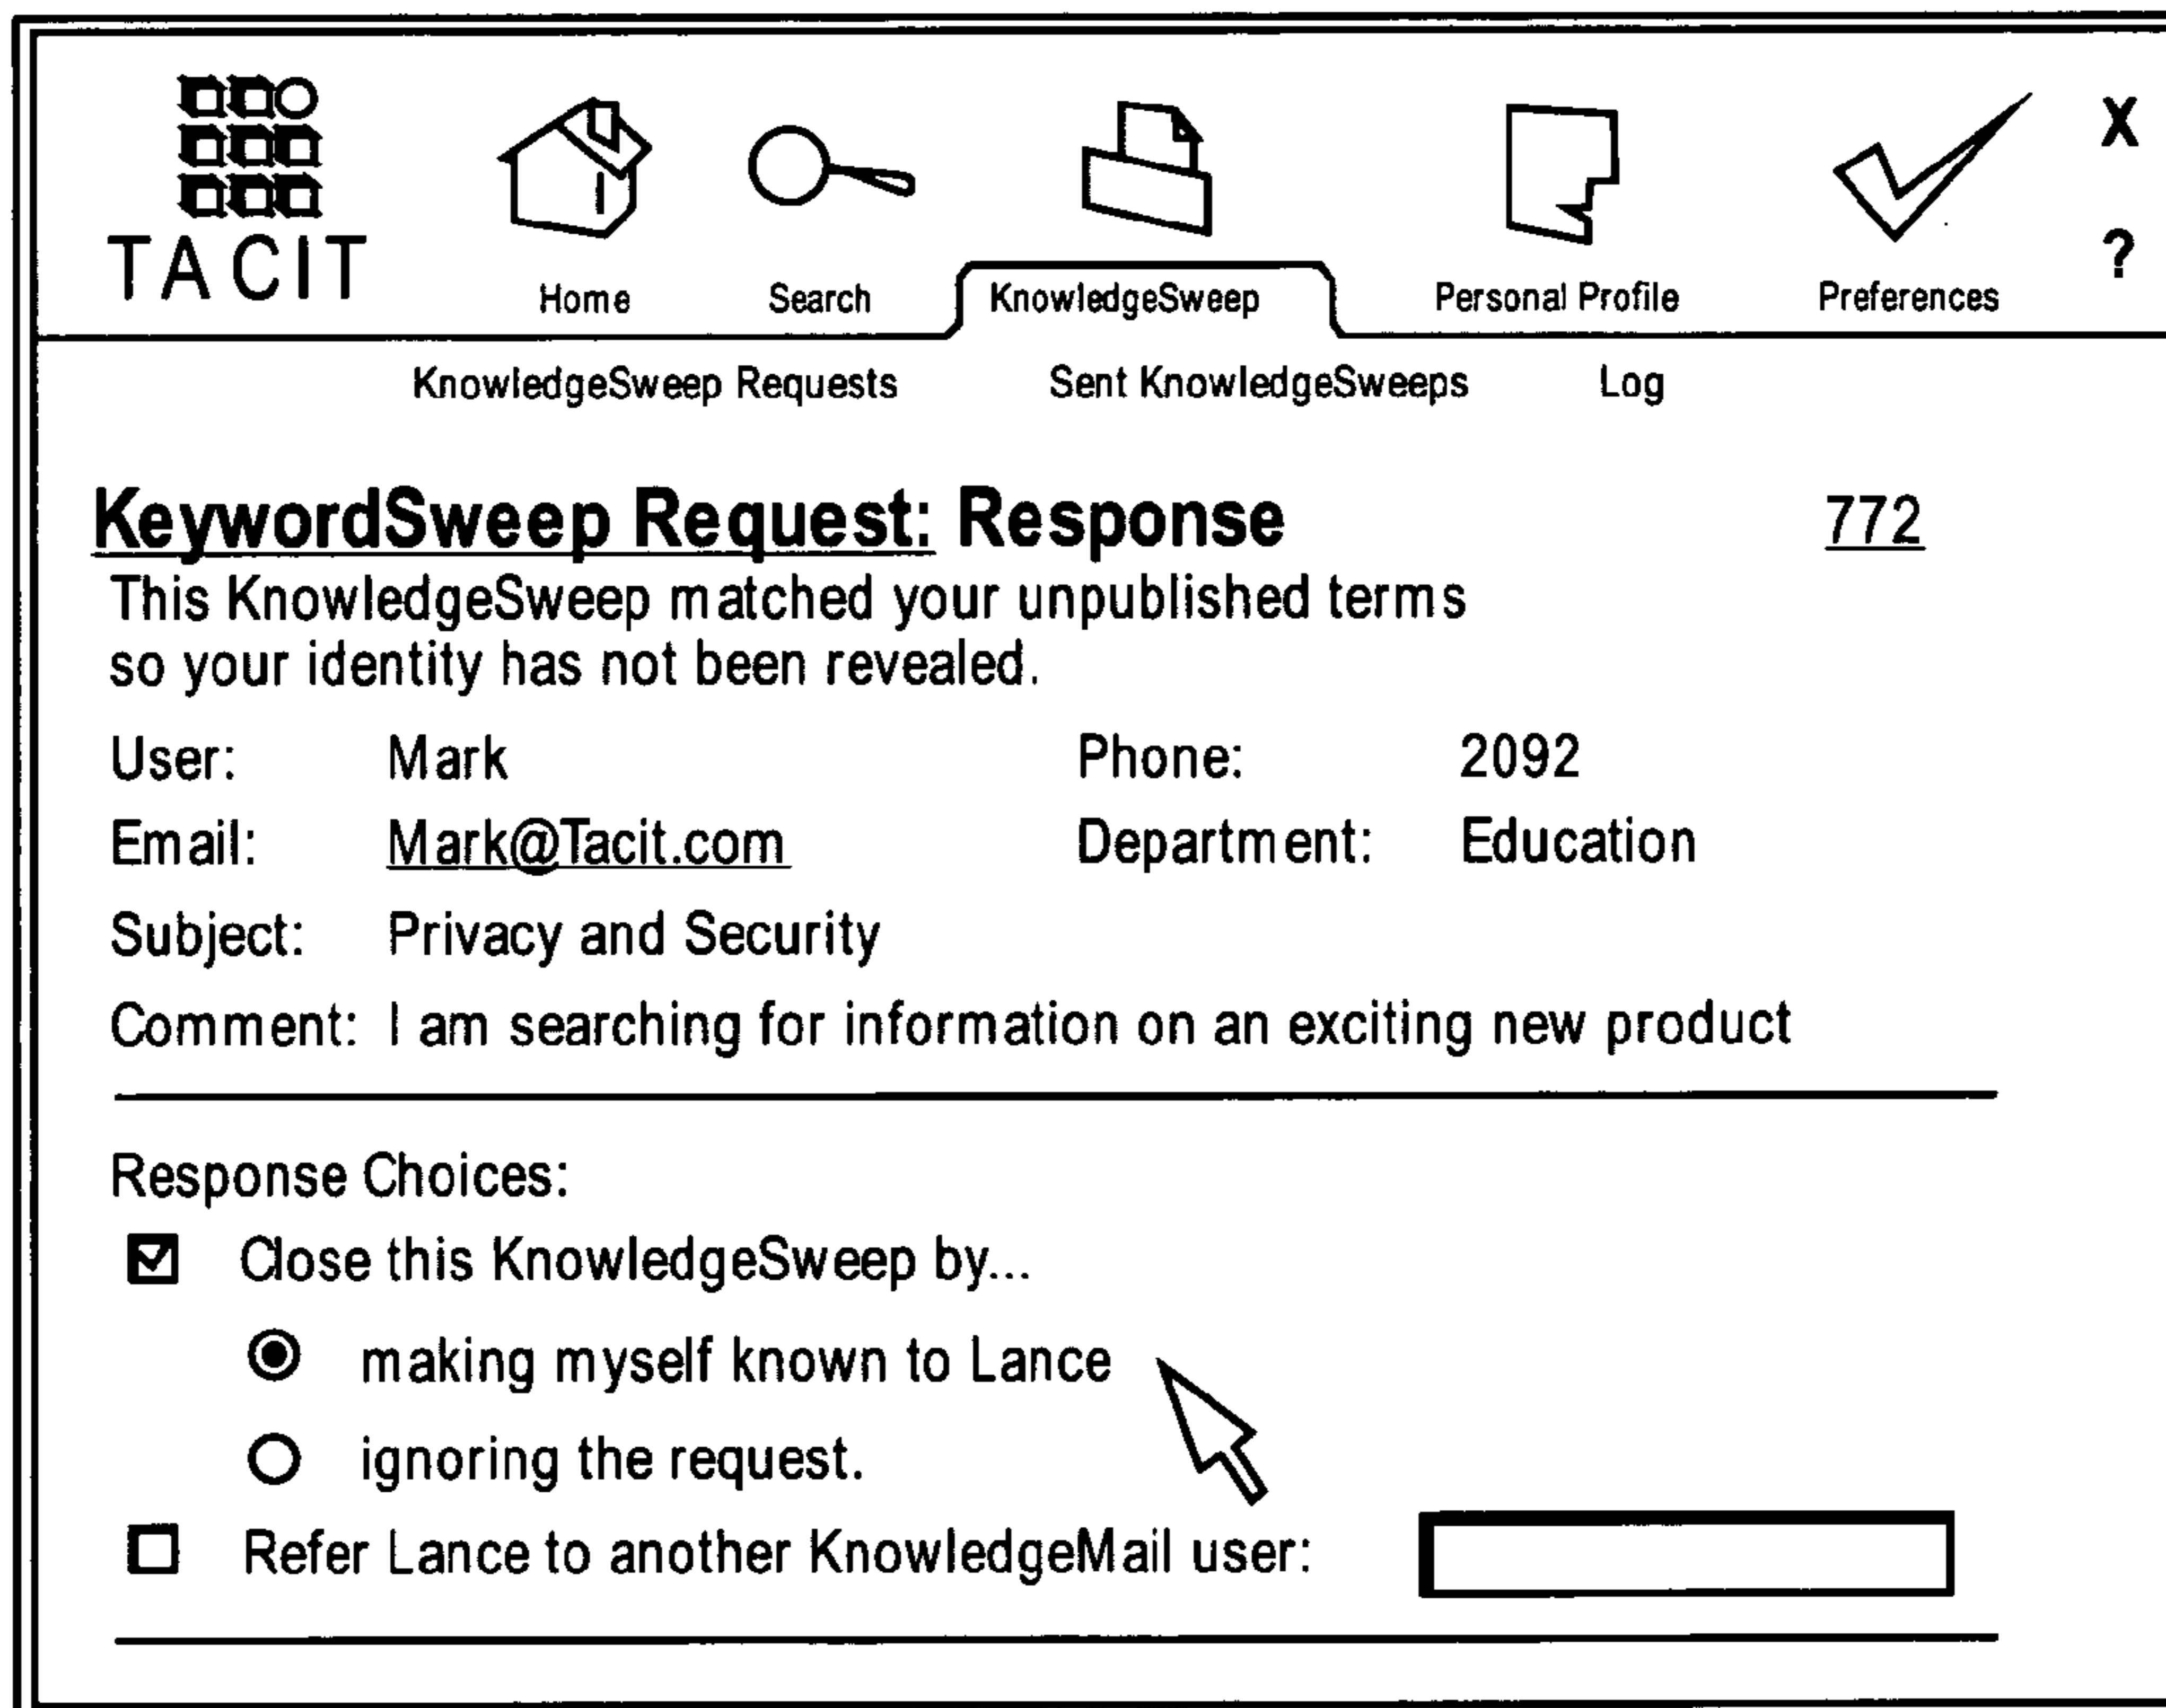 TACIT
Home Search KnowledgeSweep Personal Profile Preferences X ?
KnowledgeSweep Requests Sent KnowledgeSweeps Log
KeywordSweep Request: Response 772
This KnowledgeSweep matched your unpublished terms
so your identity has not been revealed.
User: Mark Phone: 2092
Email: Mark@Tacit.com Department: Education
Subject: Privacy and Security
Comment: I am searching for information on an exciting new product
Response Choices:
Close this KnowledgeSweep by...
making myself known to Lance
ignoring the request.
Refer Lance to another KnowledgeMail user: